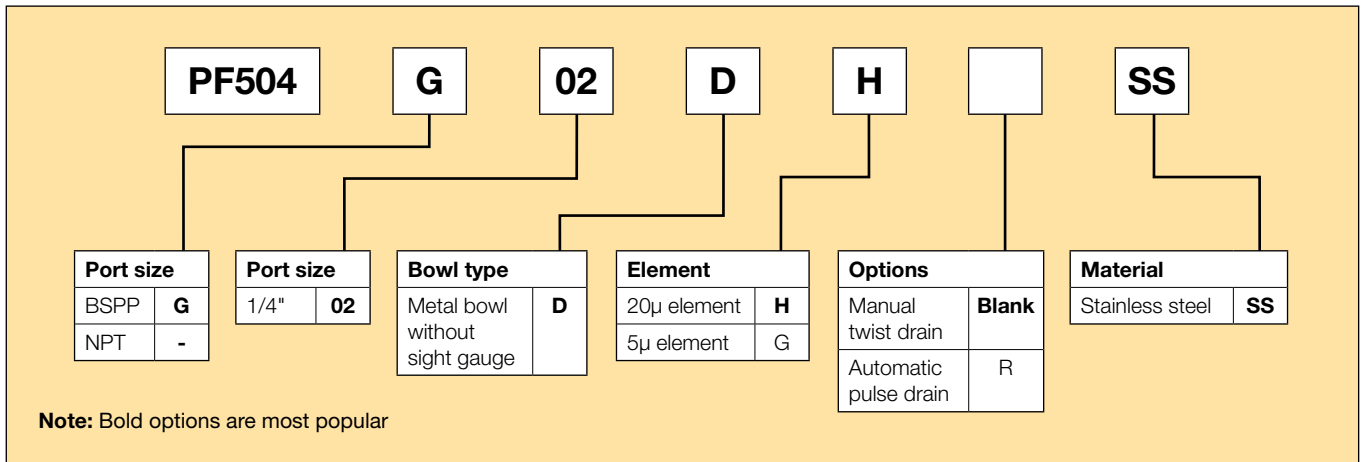 PF504 G 02 D H SS
Port size
BSPP G
NPT -
Port size
1/4" 02
Bowl type
Metal bowl D
without
sight gauge
Element
20µ element H
5µ element G
Options
Manual Blank
twist drain
Automatic R
pulse drain
Material
Stainless steel SS
Note: Bold options are most popular